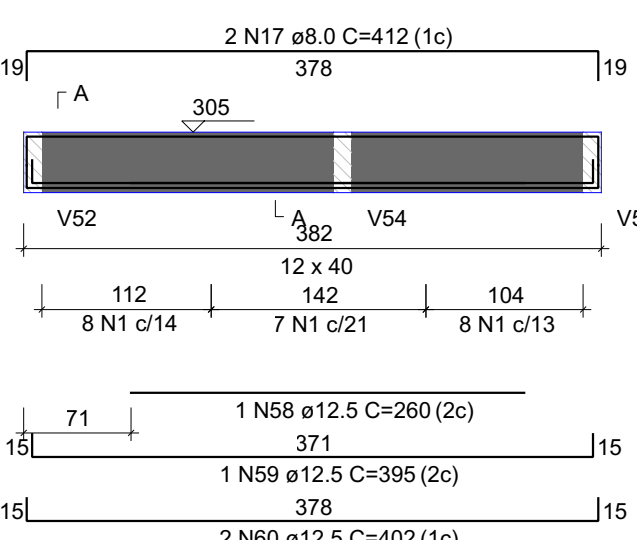 2 N17 ø8.0 C=412 (1c)
19 378 19
A
305
V52 A V54
382
12 x 40
112 142 104
8 N1 c/14 7 N1 c/21 8 N1 c/13
1 N58 ø12.5 C=260 (2c)
71
15 371 15
1 N59 ø12.5 C=395 (2c)
15 378 15
2 N60 ø12.5 C=402 (1c)